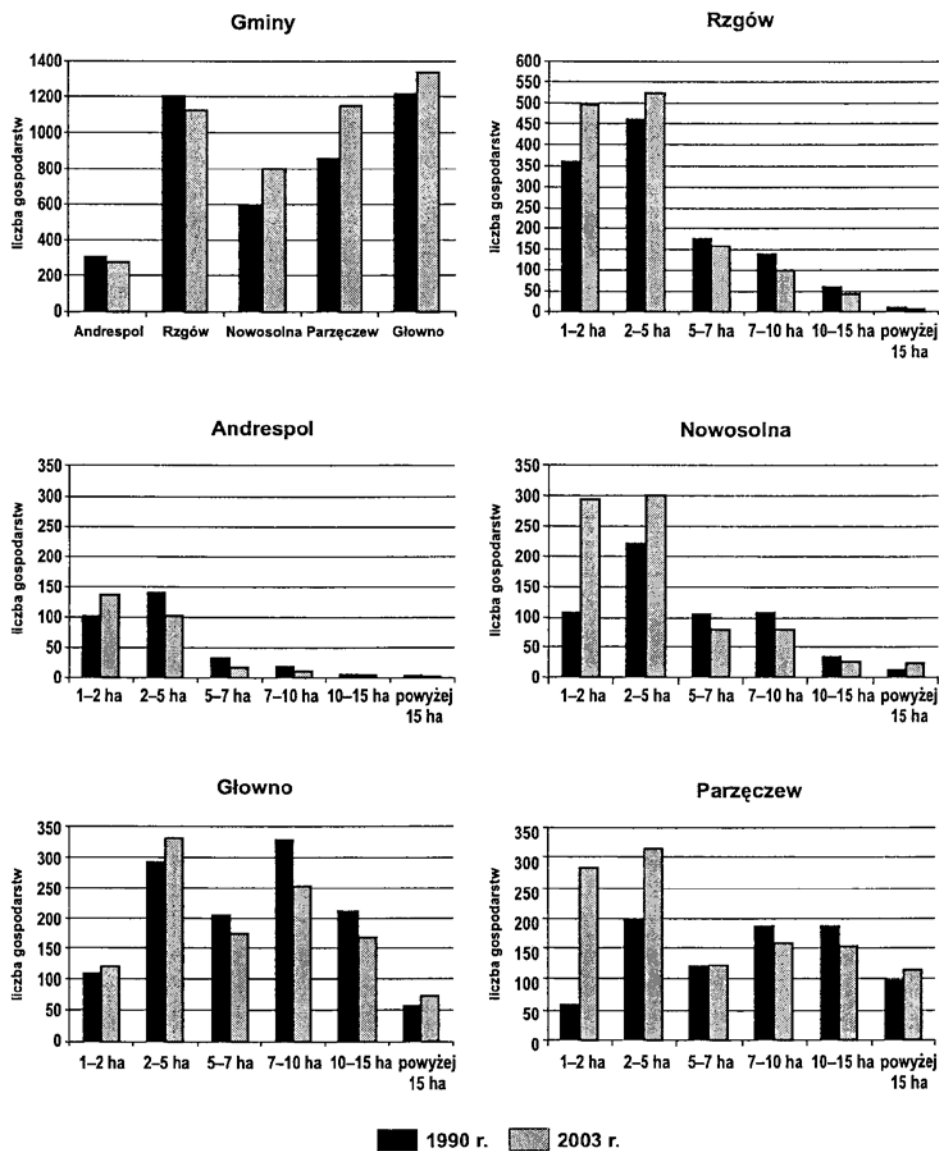 Gminy
liczba gospodarstw
1400
1200
1000
800
600
400
200
0
Andrespol Rzgów Nowosolna Parzęczew Głowno
Rzgów
liczba gospodarstw
600
550
500
450
400
350
300
250
200
150
100
50
0
1–2 ha 2–5 ha 5–7 ha 7–10 ha 10–15 ha powyżej
15 ha
Andrespol
liczba gospodarstw
350
300
250
200
150
100
50
0
1–2 ha 2–5 ha 5–7 ha 7–10 ha 10–15 ha powyżej
15 ha
Nowosolna
liczba gospodarstw
350
300
250
200
150
100
50
0
1–2 ha 2–5 ha 5–7 ha 7–10 ha 10–15 ha powyżej
15 ha
Głowno
liczba gospodarstw
350
300
250
200
150
100
50
0
1–2 ha 2–5 ha 5–7 ha 7–10 ha 10–15 ha powyżej
15 ha
Parzęczew
liczba gospodarstw
350
300
250
200
150
100
50
0
1–2 ha 2–5 ha 5–7 ha 7–10 ha 10–15 ha powyżej
15 ha
1990 r. 2003 r.